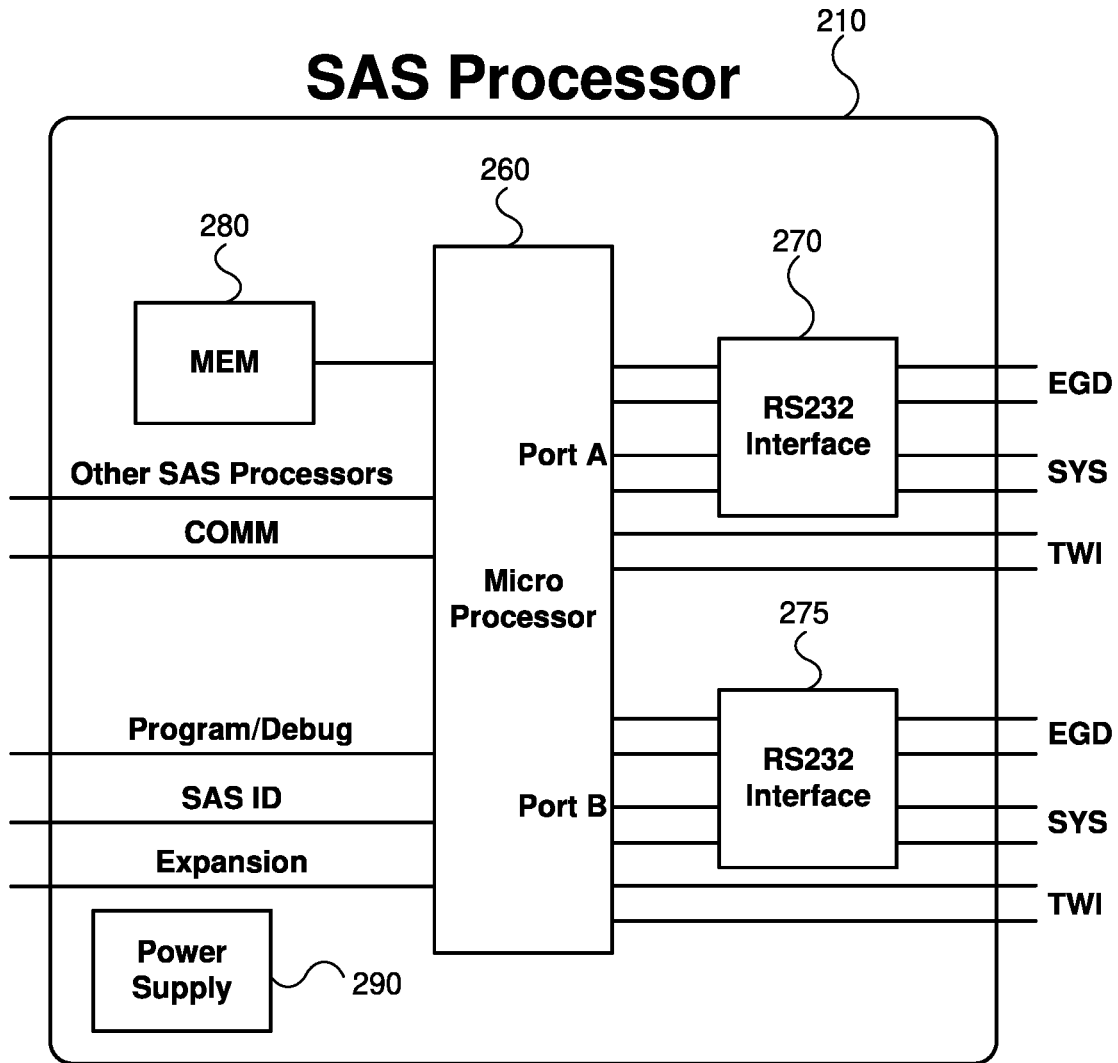 210
SAS Processor
260
280
270
MEM
RS232
Interface
EGD
Port A
SYS
Other SAS Processors
COMM
TWI
Micro
Processor
275
Program/Debug
RS232
Interface
EGD
SAS ID
Port B
SYS
Expansion
TWI
Power
Supply
290